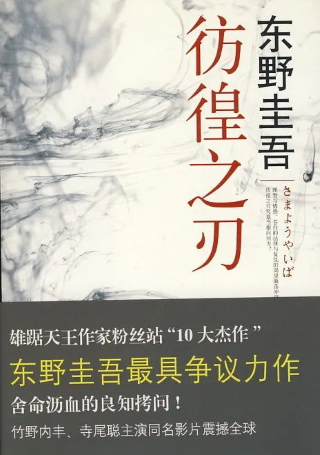 东野圭吾
彷徨之刃
さまよう やいば
雄踞天王作家粉丝站“10大杰作”
东野圭吾最具争议力作
舍命沥血的良知拷问！
竹野内丰、寺尾聪主演同名影片震撼全球